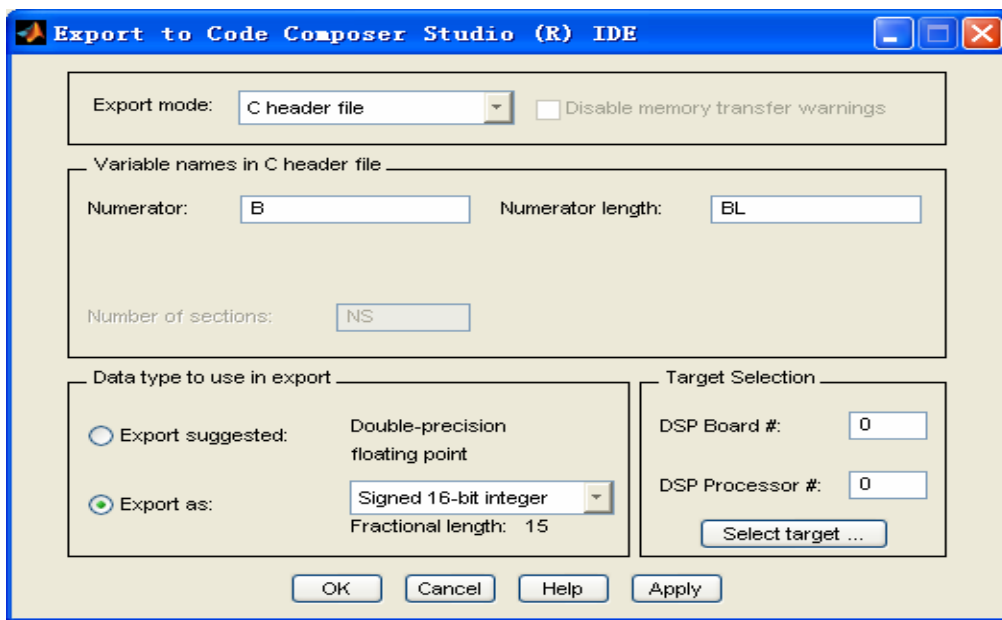 Export to Code Composer Studio (R) IDE
Export mode: C header file Disable memory transfer warnings
Variable names in C header file
Numerator: B Numerator length: BL
Number of sections: NS
Data type to use in export
Export suggested: Double-precision
floating point
Export as: Signed 16-bit integer
Fractional length: 15
Target Selection
DSP Board #: 0
DSP Processor #: 0
Select target ...
OK Cancel Help Apply